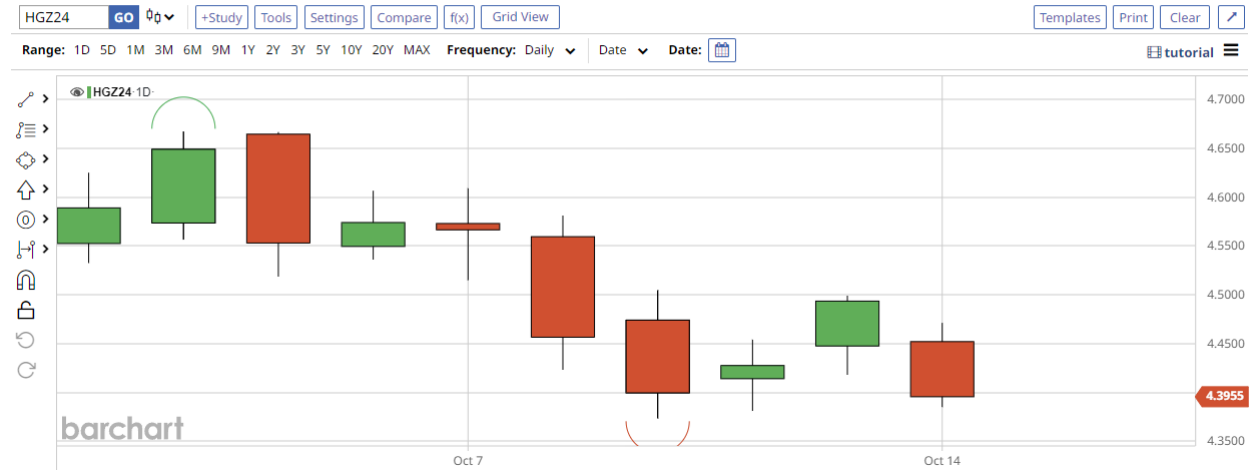 HGZ24 GO +Study Tools Settings Compare f(x) Grid View Templates Print Clear
Range: 1D 5D 1M 3M 6M 9M 1Y 2Y 3Y 5Y 10Y 20Y MAX Frequency: Daily Date Date: tutorial
HGZ24·1D·
4.7000
4.6500
4.6000
0
4.5500
4.5000
4.4500
4.3955
barchart
4.3500
Oct 7 Oct 14